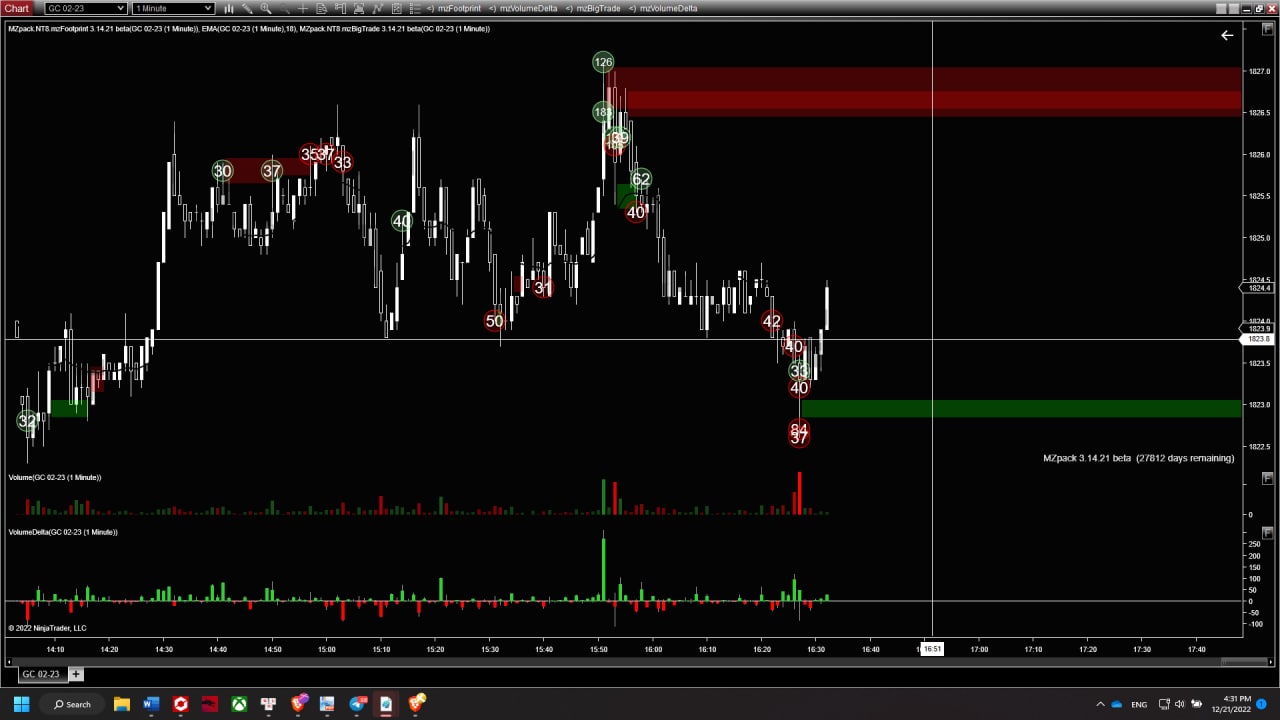 Chart GC 02-23 1 Minute mzFootprint mzVolumeDelta mzBigTrade mzVolumeDelta
MZpack.NT8.mzFootprint 3.14.21 beta(GC 02-23 (1 Minute)), EMA(GC 02-23 (1 Minute),18), MZpack.NT8.mzBigTrade 3.14.21 beta(GC 02-23 (1 Minute))
F
126
1827.0
183
1826.5
39
35 37 33
1826.0
30 37
62
1825.5
40
40
1825.0
1824.5
31
1824.4
50 42
1824.0
1823.9
1823.8
40
33
1823.5
40
1823.0
32
84
37
1822.5
MZpack 3.14.21 beta (27812 days remaining)
Volume(GC 02-23 (1 Minute))
F
0
VolumeDelta(GC 02-23 (1 Minute))
F
250
200
150
100
50
0
-50
-100
© 2022 NinjaTrader, LLC
14:10 14:20 14:30 14:40 14:50 15:00 15:10 15:20 15:30 15:40 15:50 16:00 16:10 16:20 16:30 16:40 16:51 17:00 17:10 17:20 17:30 17:40
GC 02-23 +
Search
ENG
4:31 PM
12/21/2022